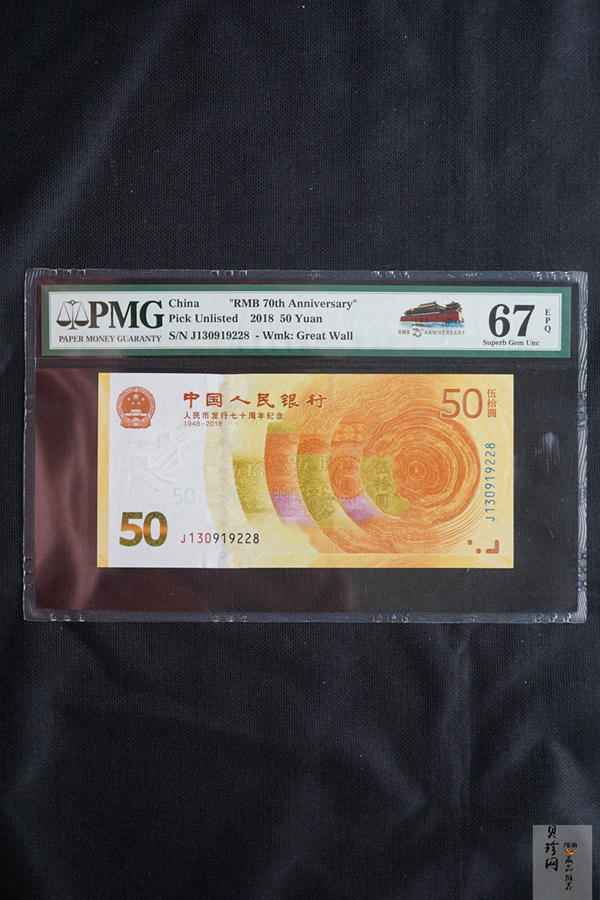 PMG
PAPER MONEY GUARANTY
China "RMB 70th Anniversary"
Pick Unlisted 2018 50 Yuan
S/N J130919228 - Wmk: Great Wall
RMB 70 ANNIVERSARY
67
EPQ
Superb Gem Unc
中国人民银行
人民币发行七十周年纪念
1948-2018
50
伍拾圆
50
伍拾圆
50
J130919228
J130919228
贝珍网